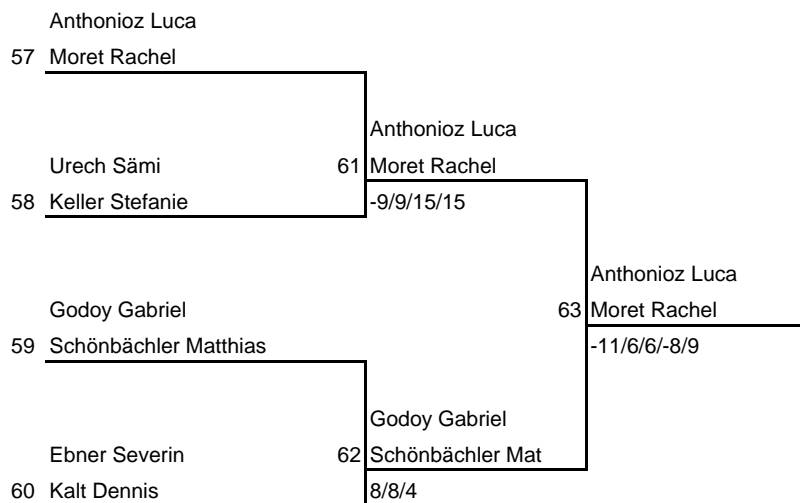 Anthonioz Luca
57 Moret Rachel
Anthonioz Luca
Urech Sämi
61 Moret Rachel
58 Keller Stefanie
-9/9/15/15
Anthonioz Luca
Godoy Gabriel
63 Moret Rachel
59 Schönbächler Matthias
-11/6/6/-8/9
Godoy Gabriel
Ebner Severin
62 Schönbächler Mat
60 Kalt Dennis
8/8/4